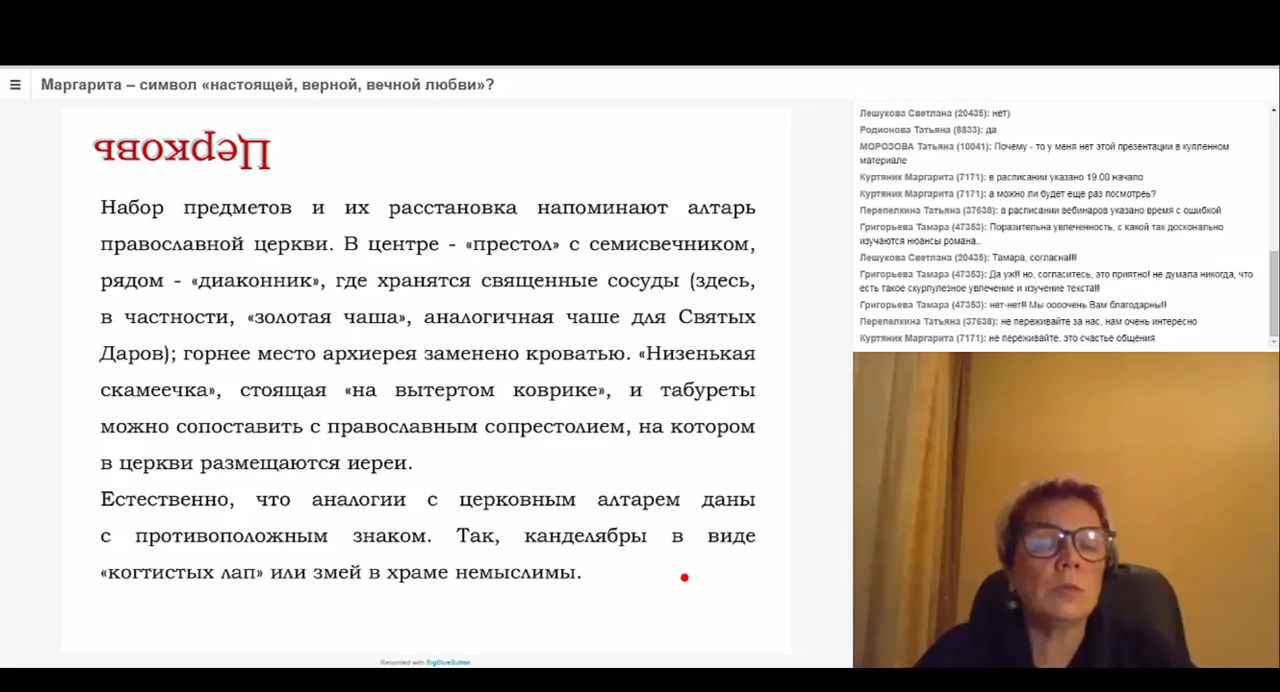 Маргарита – символ «настоящей, верной, вечной любви»?
Церковь
Набор предметов и их расстановка напоминают алтарь
православной церкви. В центре - «престол» с семисвечником,
рядом - «диаконник», где хранятся священные сосуды (здесь,
в частности, «золотая чаша», аналогичная чаше для Святых
Даров); горнее место архиерея заменено кроватью. «Низенькая
скамеечка», стоящая «на вытертом коврике», и табуреты
можно сопоставить с православным сопрестолием, на котором
в церкви размещаются иереи.
Естественно, что аналогии с церковным алтарем даны
с противоположным знаком. Так, канделябры в виде
«когтистых лап» или змей в храме немыслимы.
Лешукова Светлана (20435): нет)
Родионова Татьяна (8833): да
МОРОЗОВА Татьяна (10041): Почему - то у меня нет этой презентации в купленном
материале
Куртяник Маргарита (7171): в расписании указано 19.00 начало
Куртяник Маргарита (7171): а можно ли будет еще раз посмотреь?
Перепелкина Татьяна (37638): в расписании вебинаров указано время с ошибкой
Григорьева Тамара (47353): Поразительна увлеченность, с какой так досконально
изучаются нюансы романа..
Лешукова Светлана (20435): Тамара, согласна!!!
Григорьева Тамара (47353): Да уж!! но, согласитесь, это приятно! не думала никогда, что
есть такое скурпулезное увлечение и изучение текста!!!
Григорьева Тамара (47353): нет-нет!! Мы ооооочень Вам благодарны!!
Перепелкина Татьяна (37638): не переживайте за нас, нам очень интересно
Куртяник Маргарита (7171): не переживайте. это счастье общения
Recorded with BigBlueButton.